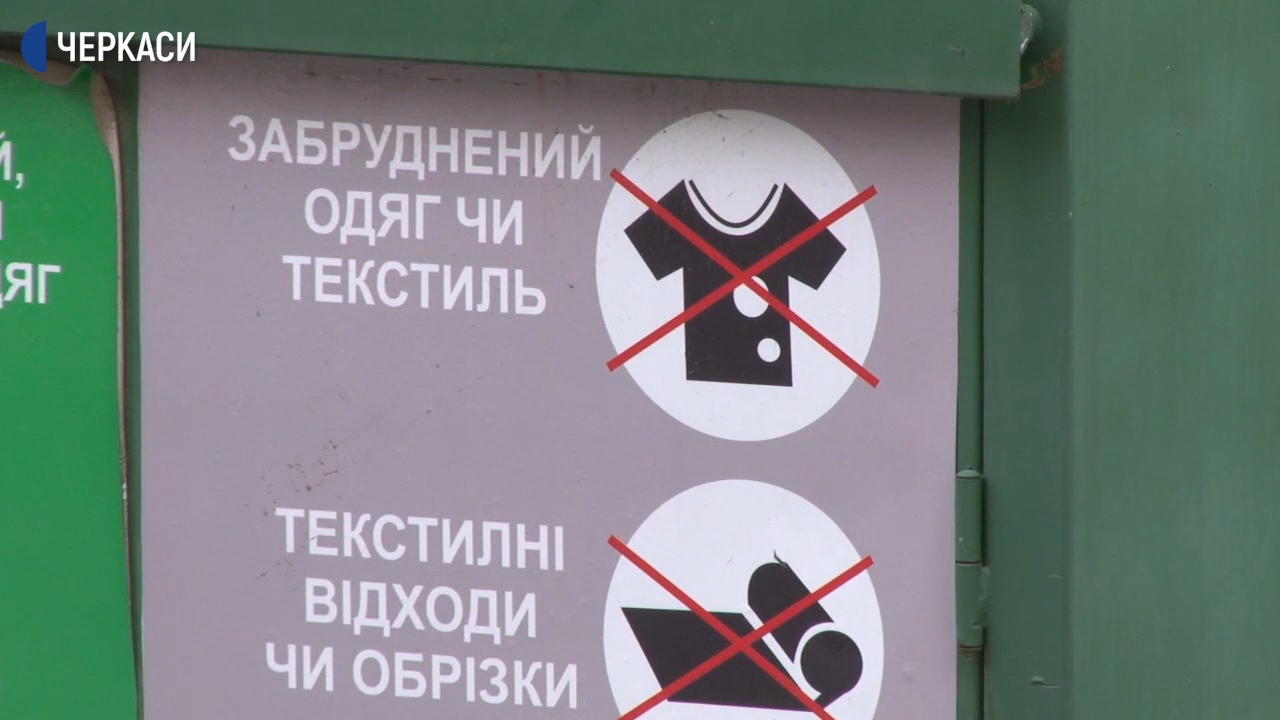 ЧЕРКАСИ
ЗАБРУДНЕНИЙ
ОДЯГ ЧИ
ТЕКСТИЛЬ
ТЕКСТИЛНІ
ВІДХОДИ
ЧИ ОБРІЗКИ